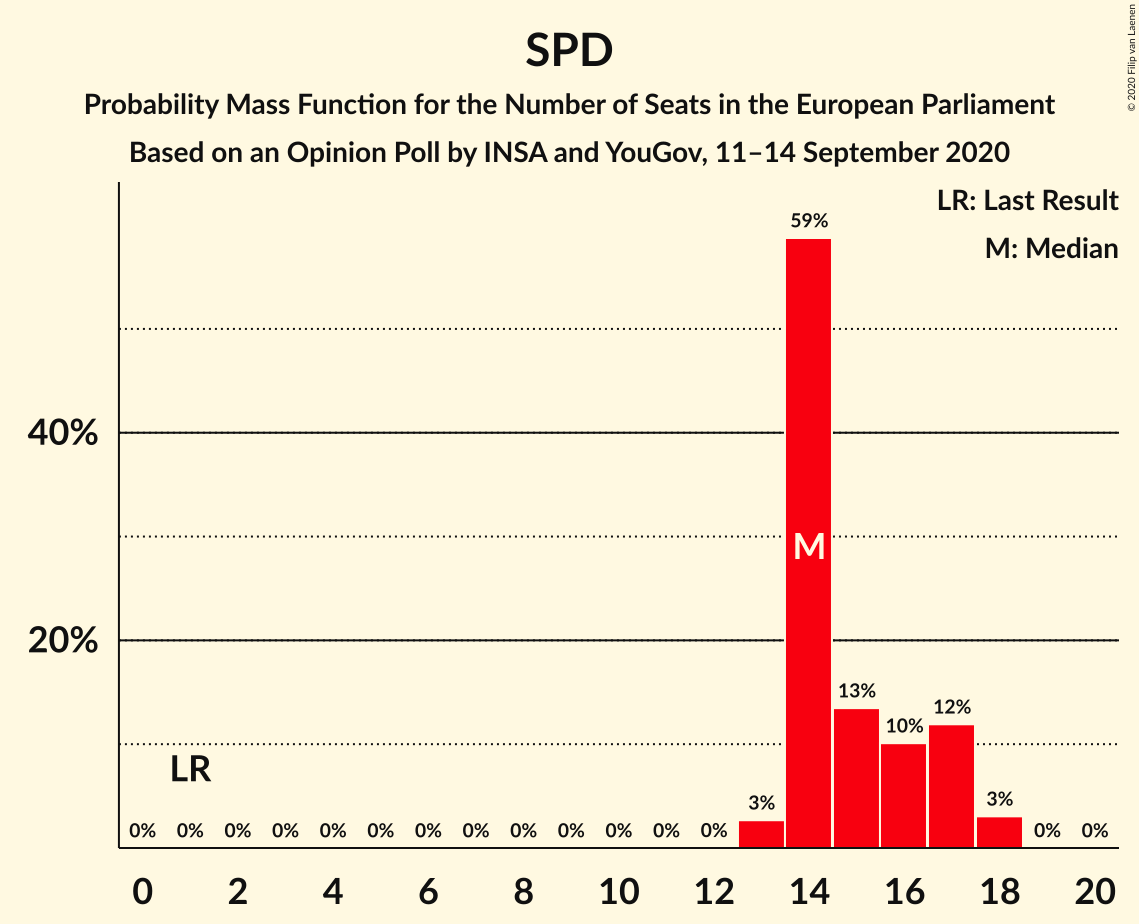 © 2020 Filip van Laenen
SPD
Probability Mass Function for the Number of Seats in the European Parliament
Based on an Opinion Poll by INSA and YouGov, 11–14 September 2020
LR: Last Result
M: Median
59%
40%
M
20%
13%
12%
10%
LR
3%
3%
0% 0% 0% 0% 0% 0% 0% 0% 0% 0% 0% 0% 0% 0% 0%
0 2 4 6 8 10 12 14 16 18 20